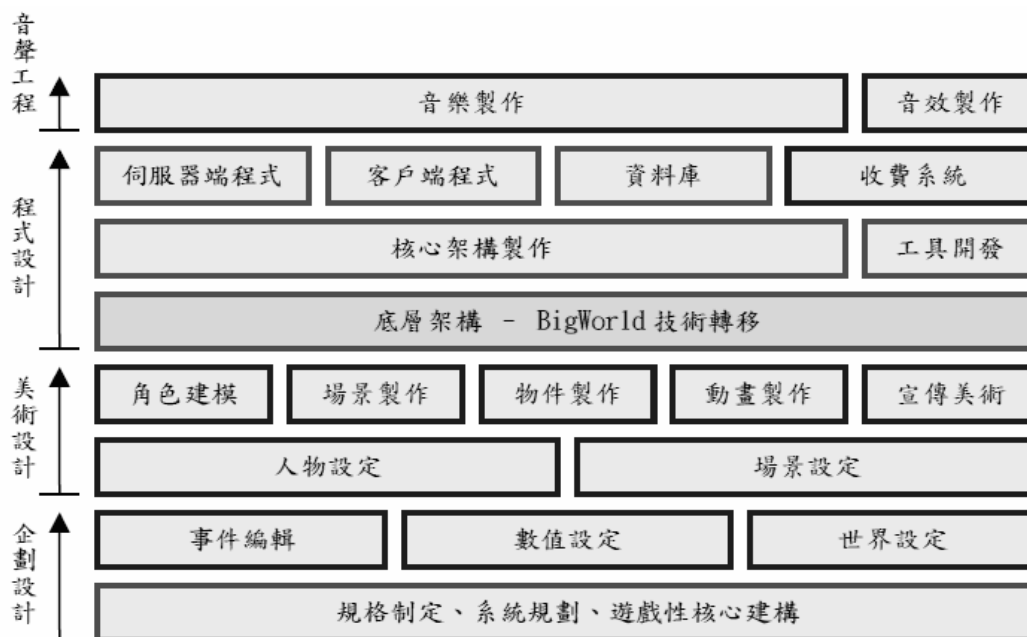 音聲工程
音樂製作
音效製作
程式設計
伺服器端程式
客戶端程式
資料庫
收費系統
核心架構製作
工具開發
底層架構 – BigWorld 技術轉移
美術設計
角色建模
場景製作
物件製作
動畫製作
宣傳美術
人物設定
場景設定
企劃設計
事件編輯
數值設定
世界設定
規格制定、系統規劃、遊戲性核心建構